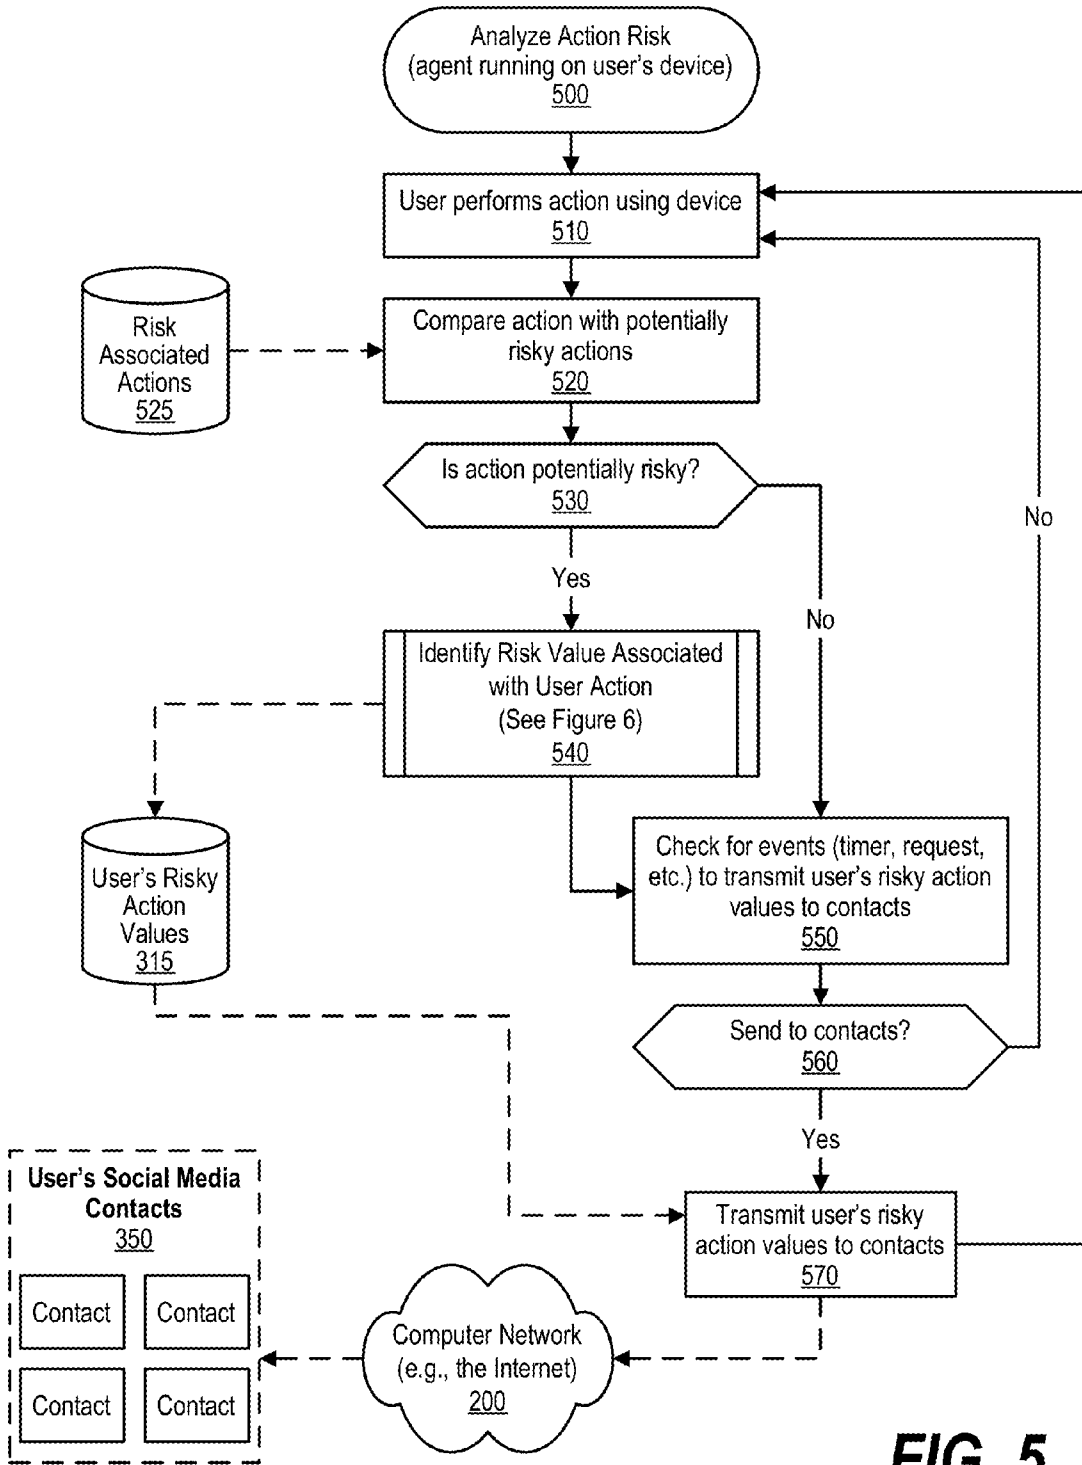 Analyze Action Risk
(agent running on user's device)
500
User performs action using device
510
Risk
Associated
Actions
525
Compare action with potentially
risky actions
520
Is action potentially risky?
530
No
Yes
No
Identify Risk Value Associated
with User Action
(See Figure 6)
540
User's Risky
Action
Values
315
Check for events (timer, request,
etc.) to transmit user's risky action
values to contacts
550
Send to contacts?
560
Yes
User's Social Media
Contacts
350
Contact
Contact
Contact
Contact
Transmit user's risky
action values to contacts
570
Computer Network
(e.g., the Internet)
200
FIG. 5